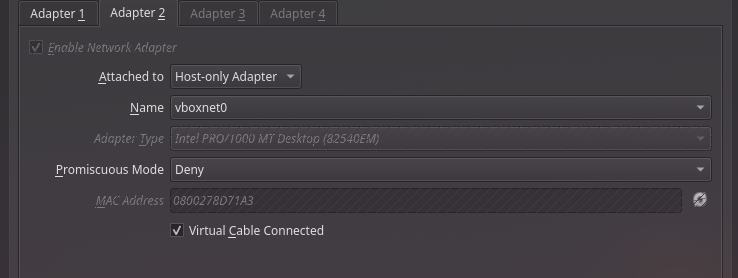 Adapter 1 Adapter 2 Adapter 3 Adapter 4
Enable Network Adapter
Attached to Host-only Adapter
Name vboxnet0
Adapter Type Intel PRO/1000 MT Desktop (82540EM)
Promiscuous Mode Deny
MAC Address 0800278D71A3
Virtual Cable Connected